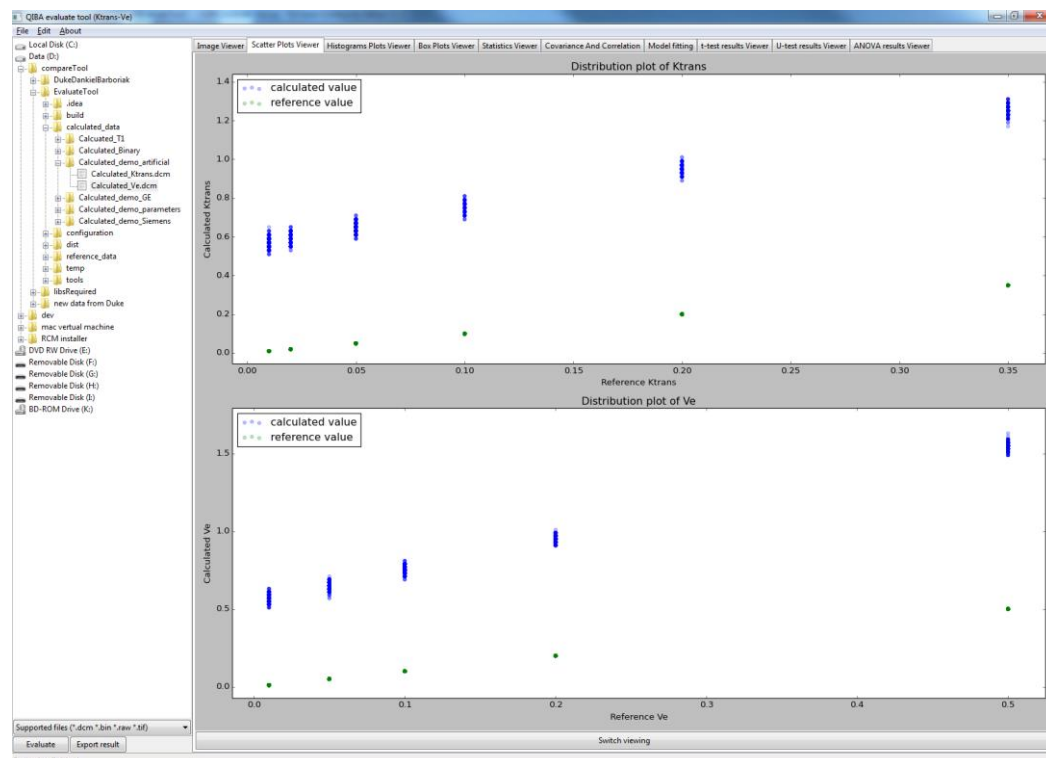 QIBA evaluate tool (Ktrans-Ve)
File Edit About
Local Disk (C:)
Data (D:)
compareTool
DukeDankielBarboriak
EvaluateTool
.idea
build
calculated_data
Calcuated_T1
Calculated_Binary
Calculated_demo_artificial
Calculated_Ktrans.dcm
Calculated_Ve.dcm
Calculated_demo_GE
Calculated_demo_parameters
Calculated_demo_Siemens
configuration
dist
reference_data
temp
tools
libsRequired
new data from Duke
dev
mac vertual machine
RCM installer
DVD RW Drive (E:)
Removable Disk (F:)
Removable Disk (G:)
Removable Disk (H:)
Removable Disk (I:)
BD-ROM Drive (K:)
Supported files (*.dcm *.bin *.raw *.tif)
Evaluate Export result
Image Viewer Scatter Plots Viewer Histograms Plots Viewer Box Plots Viewer Statistics Viewer Covariance And Correlation Model fitting t-test results Viewer U-test results Viewer ANOVA results Viewer
Distribution plot of Ktrans
calculated value
reference value
Calculated Ktrans
1.4
1.2
1.0
0.8
0.6
0.4
0.2
0.0
0.00 0.05 0.10 0.15 0.20 0.25 0.30 0.35
Reference Ktrans
Distribution plot of Ve
calculated value
reference value
Calculated Ve
1.5
1.0
0.5
0.0
0.0 0.1 0.2 0.3 0.4 0.5
Reference Ve
Switch viewing